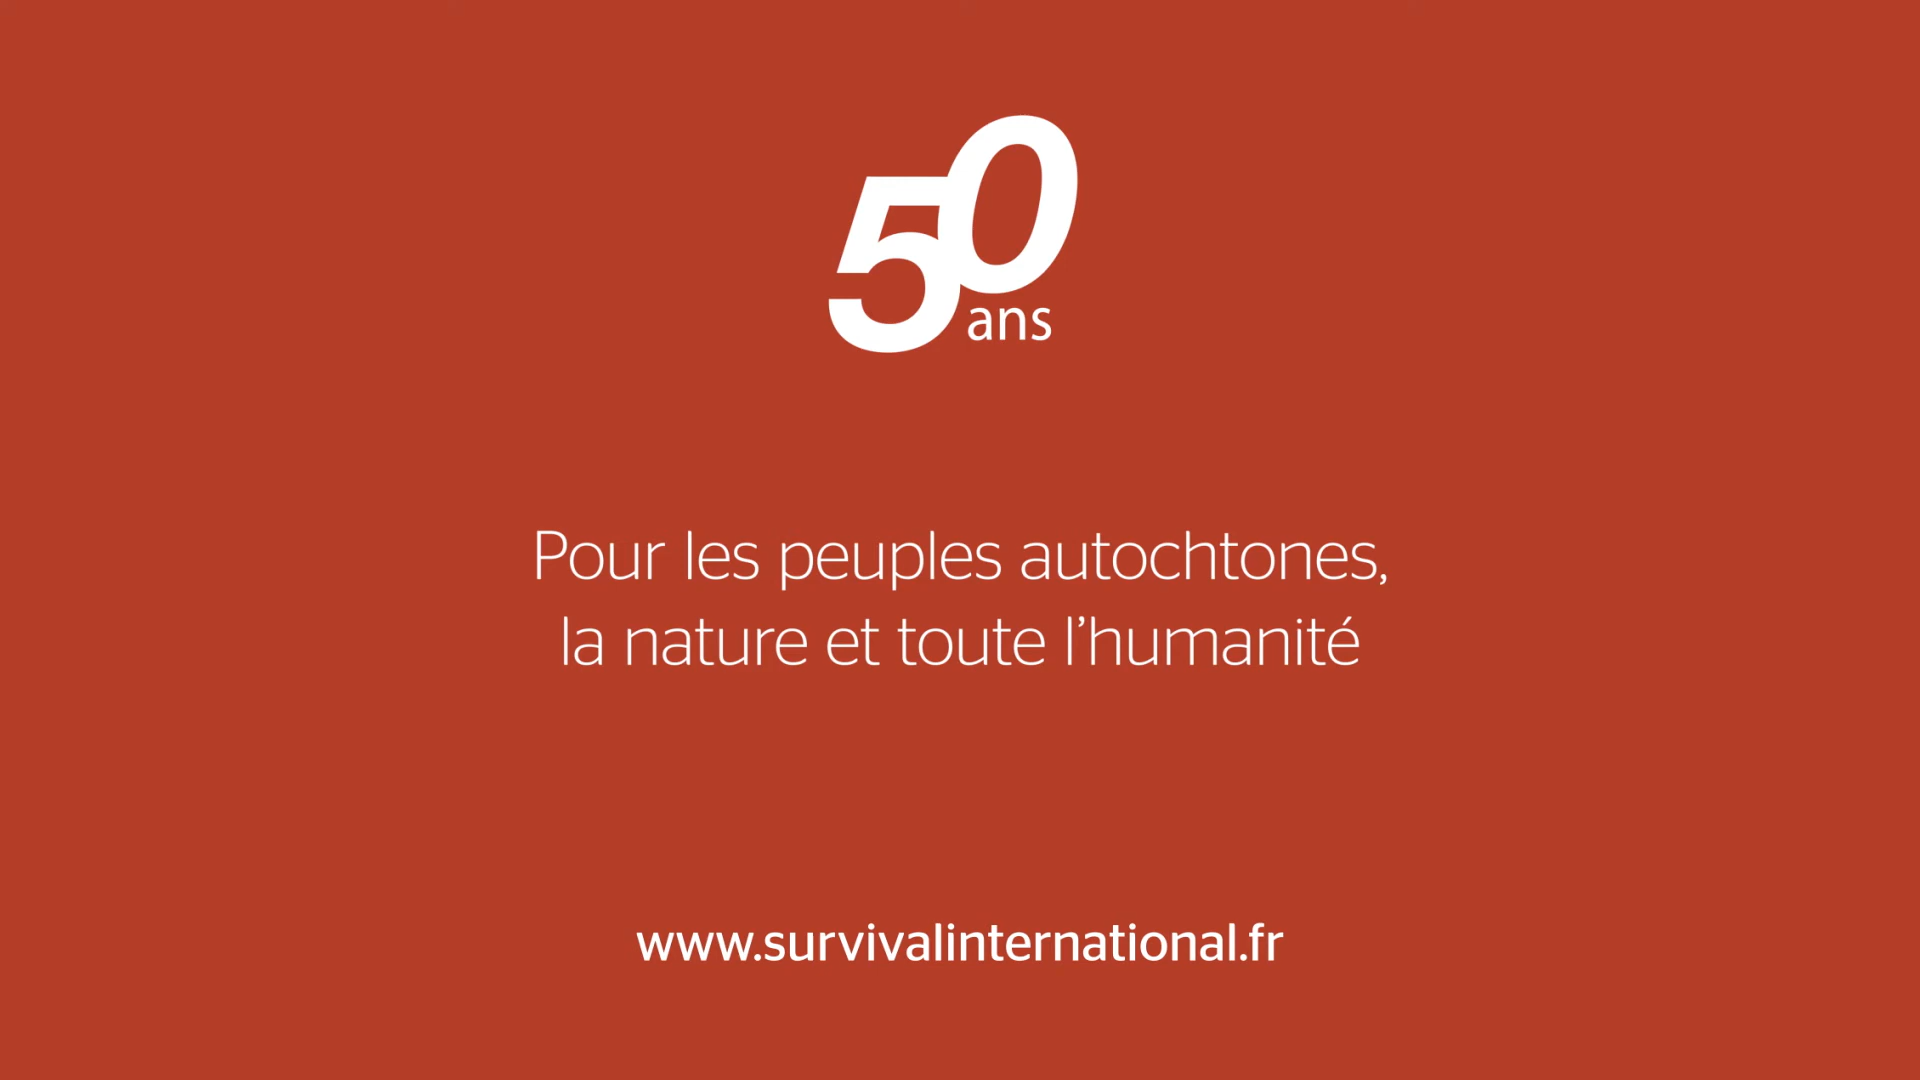 50
ans
Pour les peuples autochtones,
la nature et toute l’humanité
www.survivalinternational.fr